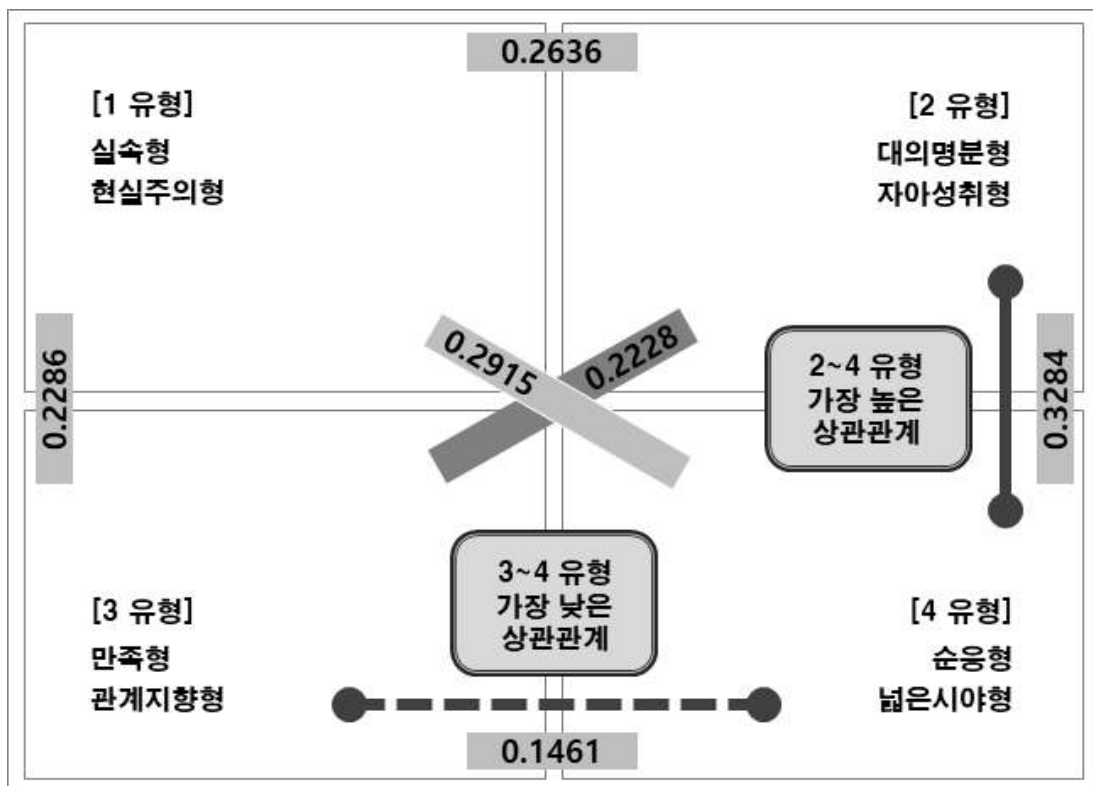 0.2636
[1 유형]
실속형
현실주의형
[2 유형]
대의명분형
자아성취형
0.2286
0.2915
0.2228
2~4 유형
가장 높은
상관관계
0.3284
3~4 유형
가장 낮은
상관관계
[3 유형]
만족형
관계지향형
[4 유형]
순응형
넓은시야형
0.1461